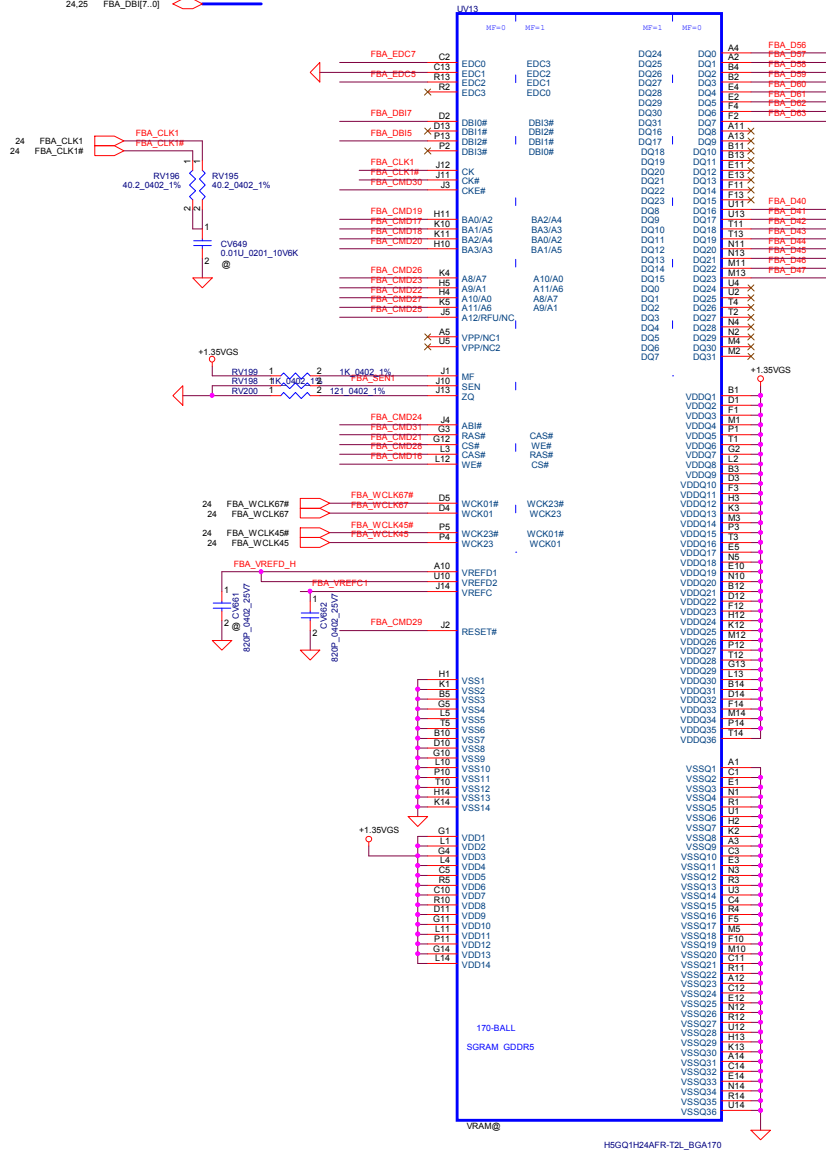 24,25 FBA_DBI[7..0]
UV13
MF=0 MF=1 MF=1 MF=0
FBA_EDC7 C2 EDC0 EDC3
C13 EDC1 EDC2
FBA_EDC5 R13 EDC2 EDC1
R2 EDC3 EDC0
FBA_DBI7 D2 DBI0# DBI3#
D13 DBI1# DBI2#
FBA_DBI5 P13 DBI2# DBI1#
P2 DBI3# DBI0#
24 FBA_CLK1 FBA_CLK1
24 FBA_CLK1# FBA_CLK1#
RV196 40.2_0402_1%
RV195 40.2_0402_1%
1 1 2 2
CV649
0.01U_0201_10V6K
@
1 2
FBA_CLK1 J12 CK
FBA_CLK1# J11 CK#
FBA_CMD30 J3 CKE#
FBA_CMD19 H11 BA0/A2 BA2/A4
FBA_CMD17 K10 BA1/A5 BA3/A3
FBA_CMD18 K11 BA2/A4 BA0/A2
FBA_CMD20 H10 BA3/A3 BA1/A5
FBA_CMD26 K4 A8/A7 A10/A0
FBA_CMD23 H5 A9/A1 A11/A6
FBA_CMD22 H4 A10/A0 A8/A7
FBA_CMD27 K5 A11/A6 A9/A1
FBA_CMD25 J5 A12/RFU/NC
A5 VPP/NC1
U5 VPP/NC2
+1.35VGS
RV199 1 2 1K_0402_1% J1 MF
RV198 1 2 1K_0402_1% FBA_SEN1 J10 SEN
RV200 1 2 121_0402_1% J13 ZQ
FBA_CMD24 J4 ABI#
FBA_CMD31 G3 RAS# CAS#
FBA_CMD21 G12 CS# WE#
FBA_CMD28 L3 CAS# RAS#
FBA_CMD16 L12 WE# CS#
24 FBA_WCLK67# FBA_WCLK67# D5 WCK01# WCK23#
24 FBA_WCLK67 FBA_WCLK67 D4 WCK01 WCK23
24 FBA_WCLK45# FBA_WCLK45# P5 WCK23# WCK01#
24 FBA_WCLK45 FBA_WCLK45 P4 WCK23 WCK01
FBA_VREFD_H A10 VREFD1
U10 VREFD2
FBA_VREFC1 J14 VREFC
1 2 @ CV661 820P_0402_25V7
1 2 CV662 820P_0402_25V7
FBA_CMD29 J2 RESET#
H1 VSS1
K1 VSS2
B5 VSS3
G5 VSS4
L5 VSS5
T5 VSS6
B10 VSS7
D10 VSS8
G10 VSS9
L10 VSS10
P10 VSS11
T10 VSS12
H14 VSS13
K14 VSS14
+1.35VGS
G1 VDD1
L1 VDD2
G4 VDD3
L4 VDD4
C5 VDD5
R5 VDD6
C10 VDD7
R10 VDD8
D11 VDD9
G11 VDD10
L11 VDD11
P11 VDD12
G14 VDD13
L14 VDD14
DQ24 DQ0 A4 FBA_D56
DQ25 DQ1 A2 FBA_D57
DQ26 DQ2 B4 FBA_D58
DQ27 DQ3 B2 FBA_D59
DQ28 DQ4 E4 FBA_D60
DQ29 DQ5 E2 FBA_D61
DQ30 DQ6 F4 FBA_D62
DQ31 DQ7 F2 FBA_D63
DQ16 DQ8 A11
DQ17 DQ9 A13
DQ18 DQ10 B11
DQ19 DQ11 B13
DQ20 DQ12 E11
DQ21 DQ13 E13
DQ22 DQ14 F11
DQ23 DQ15 F13
DQ8 DQ16 U11 FBA_D40
DQ9 DQ17 U13 FBA_D41
DQ10 DQ18 T11 FBA_D42
DQ11 DQ19 T13 FBA_D43
DQ12 DQ20 N11 FBA_D44
DQ13 DQ21 N13 FBA_D45
DQ14 DQ22 M11 FBA_D46
DQ15 DQ23 M13 FBA_D47
DQ0 DQ24 U4
DQ1 DQ25 U2
DQ2 DQ26 T4
DQ3 DQ27 T2
DQ4 DQ28 N4
DQ5 DQ29 N2
DQ6 DQ30 M4
DQ7 DQ31 M2
+1.35VGS
VDDQ1 B1
VDDQ2 D1
VDDQ3 F1
VDDQ4 M1
VDDQ5 P1
VDDQ6 T1
VDDQ7 G2
VDDQ8 L2
VDDQ9 B3
VDDQ10 D3
VDDQ11 F3
VDDQ12 H3
VDDQ13 K3
VDDQ14 M3
VDDQ15 P3
VDDQ16 T3
VDDQ17 E5
VDDQ18 N5
VDDQ19 E10
VDDQ20 N10
VDDQ21 B12
VDDQ22 D12
VDDQ23 F12
VDDQ24 H12
VDDQ25 K12
VDDQ26 M12
VDDQ27 P12
VDDQ28 T12
VDDQ29 G13
VDDQ30 L13
VDDQ31 B14
VDDQ32 D14
VDDQ33 F14
VDDQ34 M14
VDDQ35 P14
VDDQ36 T14
VSSQ1 A1
VSSQ2 C1
VSSQ3 E1
VSSQ4 N1
VSSQ5 R1
VSSQ6 U1
VSSQ7 H2
VSSQ8 K2
VSSQ9 A3
VSSQ10 C3
VSSQ11 E3
VSSQ12 N3
VSSQ13 R3
VSSQ14 U3
VSSQ15 C4
VSSQ16 R4
VSSQ17 F5
VSSQ18 M5
VSSQ19 F10
VSSQ20 M10
VSSQ21 C11
VSSQ22 R11
VSSQ23 A12
VSSQ24 C12
VSSQ25 E12
VSSQ26 N12
VSSQ27 R12
VSSQ28 U12
VSSQ29 H13
VSSQ30 K13
VSSQ31 A14
VSSQ32 C14
VSSQ33 E14
VSSQ34 N14
VSSQ35 R14
VSSQ36 U14
170-BALL
SGRAM GDDR5
VRAM@
H5GQ1H24AFR-T2L_BGA170